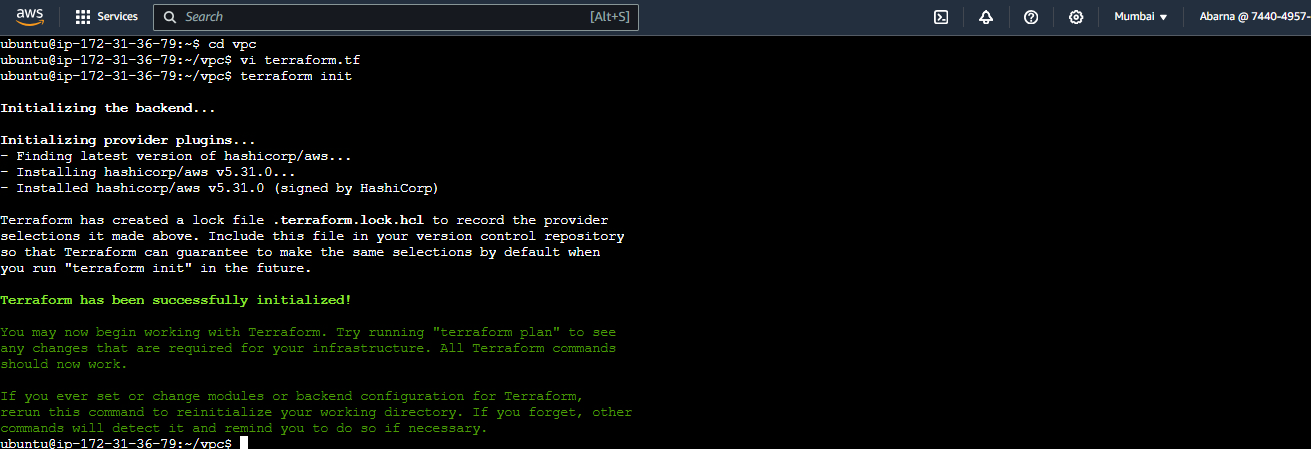 aws
Services
Search
[Alt+S]
Mumbai
Abarna @ 7440-4957-
ubuntu@ip-172-31-36-79:~$ cd vpc
ubuntu@ip-172-31-36-79:~/vpc$ vi terraform.tf
ubuntu@ip-172-31-36-79:~/vpc$ terraform init
Initializing the backend...
Initializing provider plugins...
- Finding latest version of hashicorp/aws...
- Installing hashicorp/aws v5.31.0...
- Installed hashicorp/aws v5.31.0 (signed by HashiCorp)
Terraform has created a lock file .terraform.lock.hcl to record the provider
selections it made above. Include this file in your version control repository
so that Terraform can guarantee to make the same selections by default when
you run "terraform init" in the future.
Terraform has been successfully initialized!
You may now begin working with Terraform. Try running "terraform plan" to see
any changes that are required for your infrastructure. All Terraform commands
should now work.
If you ever set or change modules or backend configuration for Terraform,
rerun this command to reinitialize your working directory. If you forget, other
commands will detect it and remind you to do so if necessary.
ubuntu@ip-172-31-36-79:~/vpc$